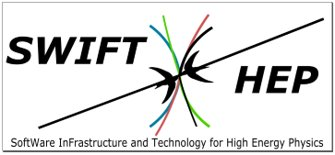 SWIFT
HEP
SoftWare InFrastructure and Technology for High Energy Physics